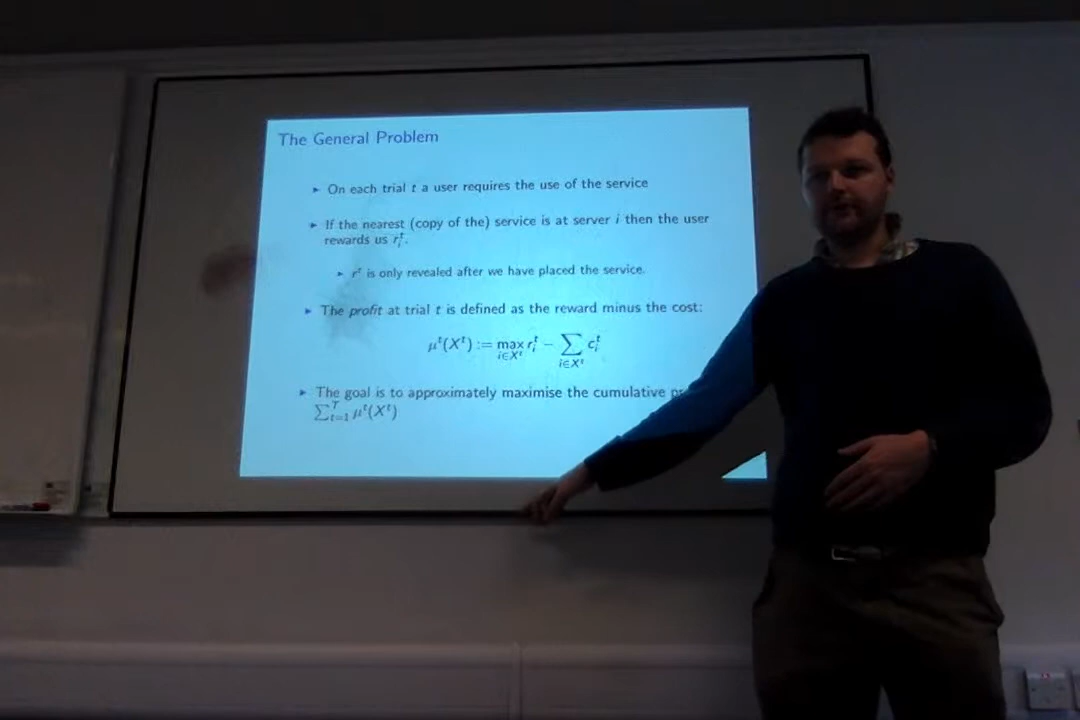 The General Problem
▸ On each trial t a user requires the use of the service
▸ If the nearest (copy of the) service is at server i then the user
rewards us r_i^t.
▸ r^t is only revealed after we have placed the service.
▸ The profit at trial t is defined as the reward minus the cost:
μ^t(X^t) := max_{i∈X^t} r_i^t − ∑_{i∈X^t} c_i^t
▸ The goal is to approximately maximise the cumulative
∑_{t=1}^T μ^t(X^t)